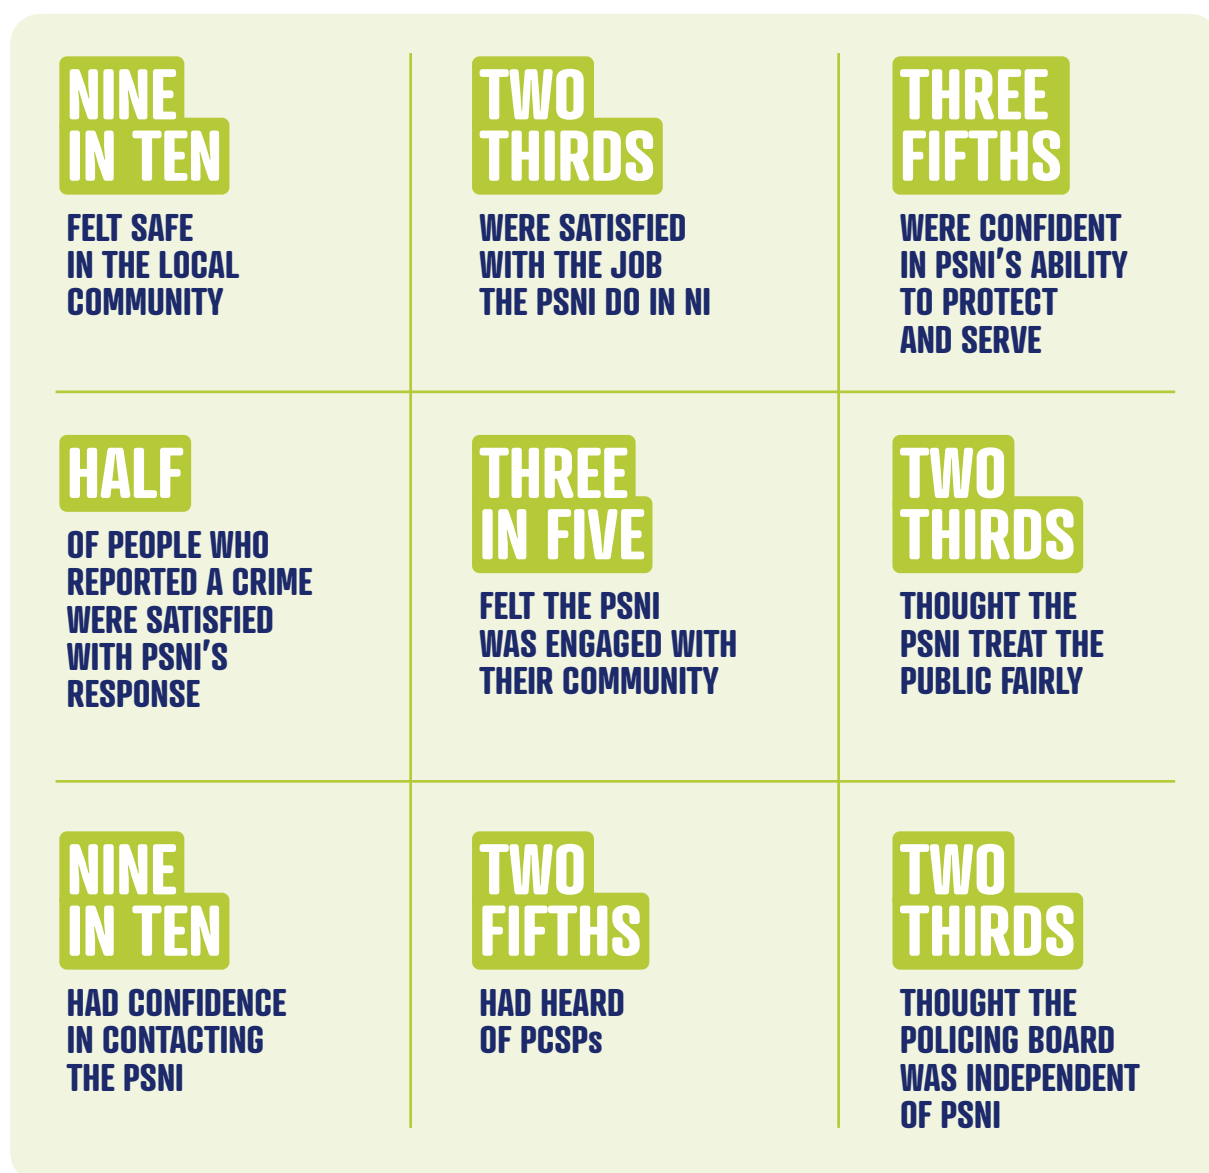 NINE
IN TEN
FELT SAFE
IN THE LOCAL
COMMUNITY
TWO
THIRDS
WERE SATISFIED
WITH THE JOB
THE PSNI DO IN NI
THREE
FIFTHS
WERE CONFIDENT
IN PSNI'S ABILITY
TO PROTECT
AND SERVE
HALF
OF PEOPLE WHO
REPORTED A CRIME
WERE SATISFIED
WITH PSNI'S
RESPONSE
THREE
IN FIVE
FELT THE PSNI
WAS ENGAGED WITH
THEIR COMMUNITY
TWO
THIRDS
THOUGHT THE
PSNI TREAT THE
PUBLIC FAIRLY
NINE
IN TEN
HAD CONFIDENCE
IN CONTACTING
THE PSNI
TWO
FIFTHS
HAD HEARD
OF PCSPs
TWO
THIRDS
THOUGHT THE
POLICING BOARD
WAS INDEPENDENT
OF PSNI